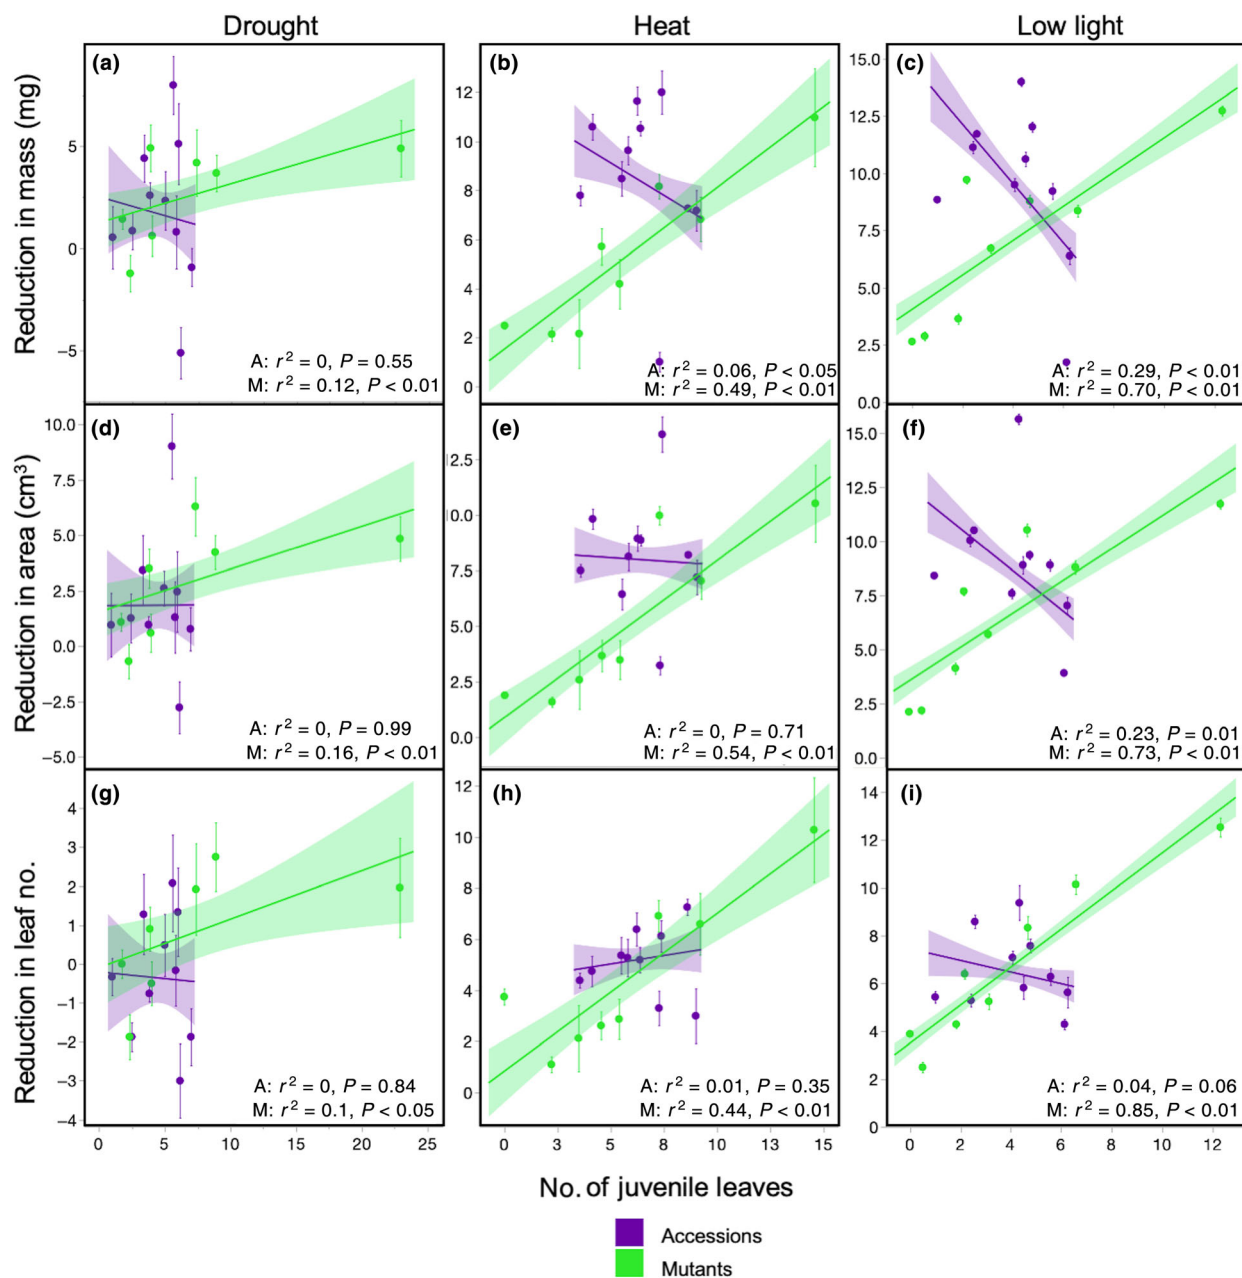 Drought
Heat
Low light
Reduction in mass (mg)
(a)
5
0
−5
A: r² = 0, P = 0.55
M: r² = 0.12, P < 0.01
(b)
12
10
8
6
4
2
0
A: r² = 0.06, P < 0.05
M: r² = 0.49, P < 0.01
(c)
15.0
12.5
10.0
7.5
5.0
2.5
0.0
A: r² = 0.29, P < 0.01
M: r² = 0.70, P < 0.01
Reduction in area (cm³)
(d)
10.0
7.5
5.0
2.5
0.0
−2.5
−5.0
A: r² = 0, P = 0.99
M: r² = 0.16, P < 0.01
(e)
2.5
0.0
7.5
5.0
2.5
0.0
A: r² = 0, P = 0.71
M: r² = 0.54, P < 0.01
(f)
15.0
12.5
10.0
7.5
5.0
2.5
0.0
A: r² = 0.23, P = 0.01
M: r² = 0.73, P < 0.01
Reduction in leaf no.
(g)
4
3
2
1
0
−1
−2
−3
−4
A: r² = 0, P = 0.84
M: r² = 0.1, P < 0.05
0 5 10 15 20 25
(h)
12
10
8
6
4
2
0
A: r² = 0.01, P = 0.35
M: r² = 0.44, P < 0.01
0 3 5 8 10 13 15
(i)
14
12
10
8
6
4
2
0
A: r² = 0.04, P = 0.06
M: r² = 0.85, P < 0.01
0 2 4 6 8 10 12
No. of juvenile leaves
Accessions
Mutants